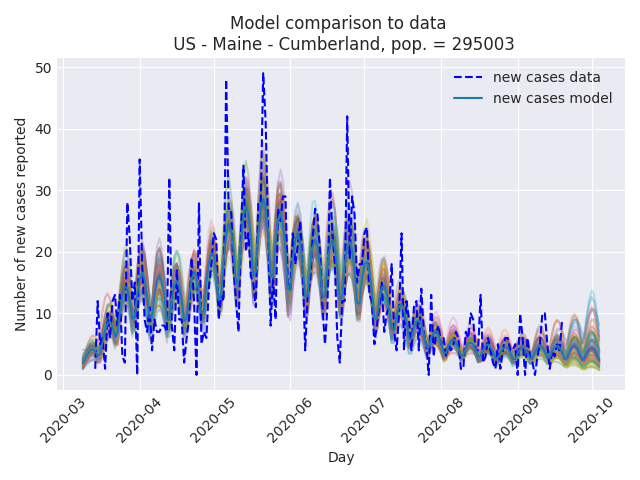 Model comparison to data
US - Maine - Cumberland, pop. = 295003
new cases data
new cases model
Number of new cases reported
50
40
30
20
10
0
2020-03
2020-04
2020-05
2020-06
2020-07
2020-08
2020-09
2020-10
Day